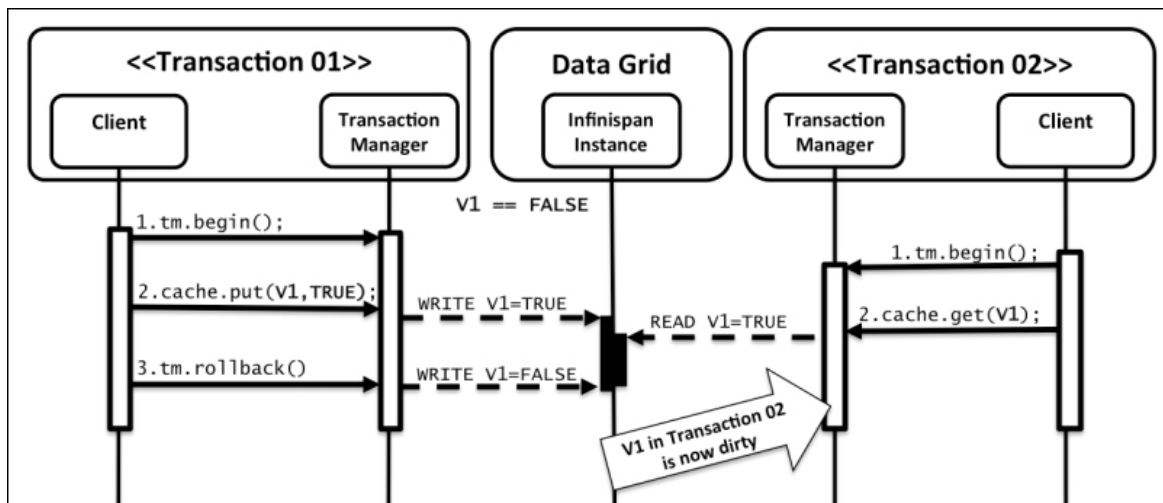 <<Transaction 01>>
Data Grid
<<Transaction 02>>
Client
Transaction
Manager
Infinispan
Instance
Transaction
Manager
Client
V1 == FALSE
1.tm.begin();
1.tm.begin();
2.cache.put(V1,TRUE);
WRITE V1=TRUE
READ V1=TRUE
2.cache.get(V1);
3.tm.rollback()
WRITE V1=FALSE
V1 in Transaction 02
is now dirty